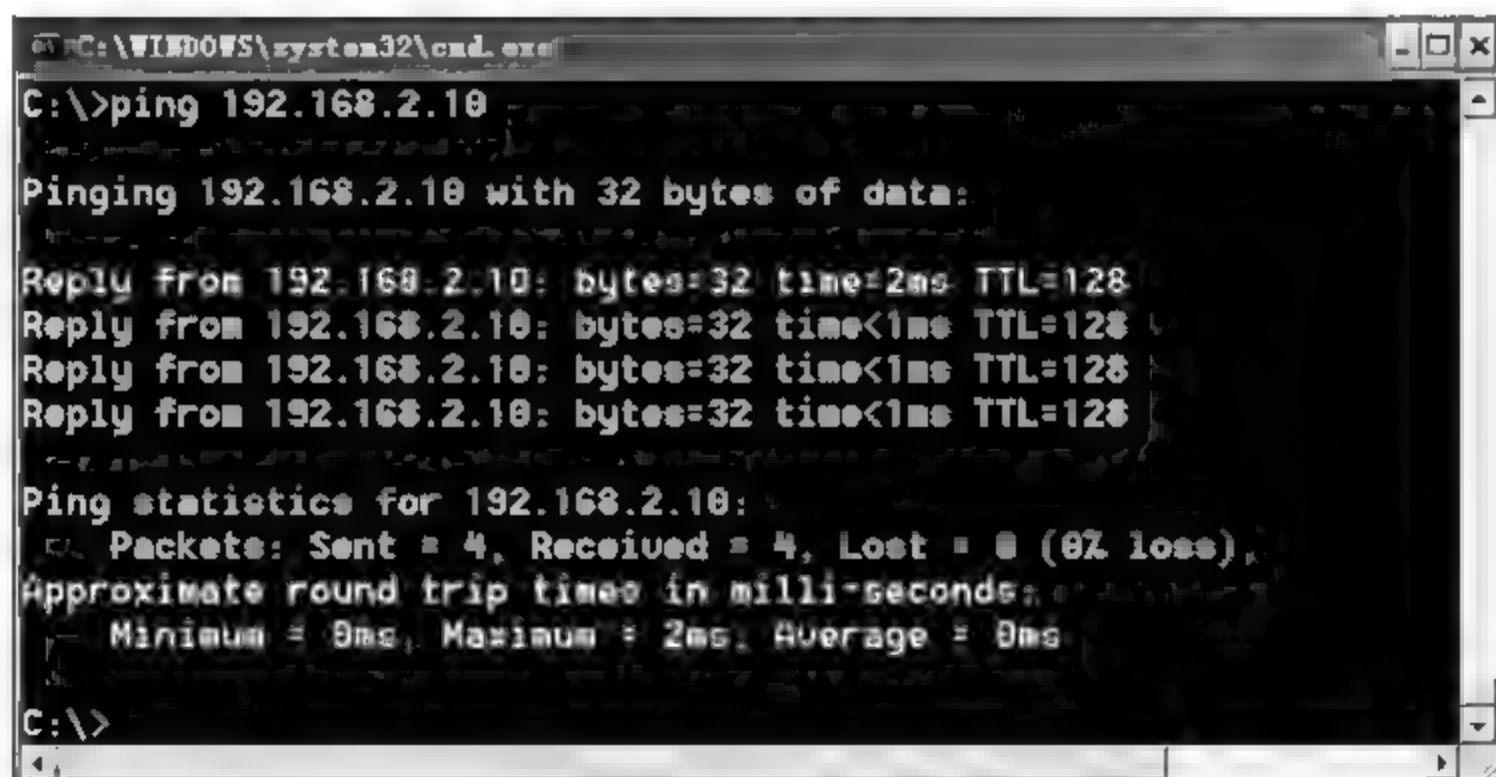 C:\WINDOWS\system32\cmd.exe
C:\>ping 192.168.2.10
Pinging 192.168.2.10 with 32 bytes of data:
Reply from 192.168.2.10: bytes=32 time=2ms TTL=128
Reply from 192.168.2.10: bytes=32 time<1ms TTL=128
Reply from 192.168.2.10: bytes=32 time<1ms TTL=128
Reply from 192.168.2.10: bytes=32 time<1ms TTL=128
Ping statistics for 192.168.2.10:
Packets: Sent = 4, Received = 4, Lost = 0 (0% loss),
Approximate round trip times in milli-seconds:
Minimum = 0ms, Maximum = 2ms, Average = 0ms
C:\>